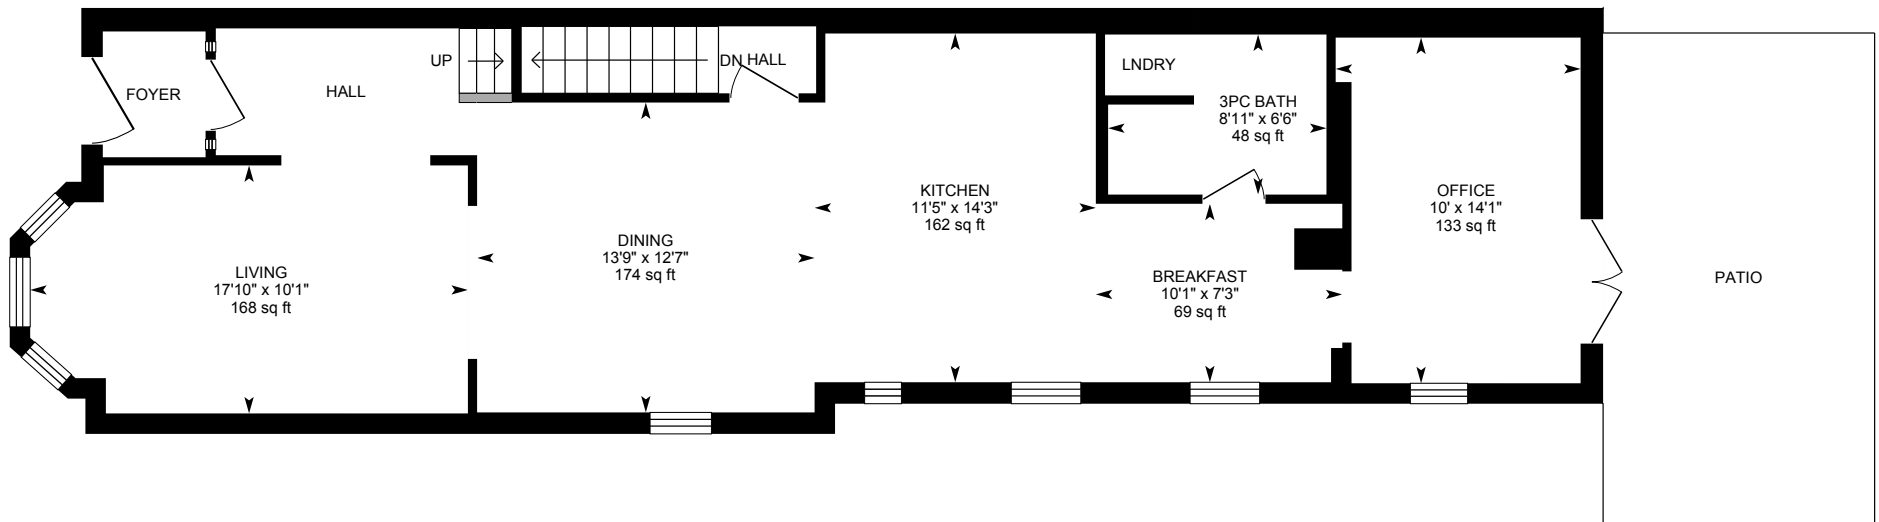 FOYER
HALL
UP
DN HALL
LNDRY
3PC BATH
8'11" x 6'6"
48 sq ft
KITCHEN
11'5" x 14'3"
162 sq ft
OFFICE
10' x 14'1"
133 sq ft
DINING
13'9" x 12'7"
174 sq ft
LIVING
17'10" x 10'1"
168 sq ft
BREAKFAST
10'1" x 7'3"
69 sq ft
PATIO